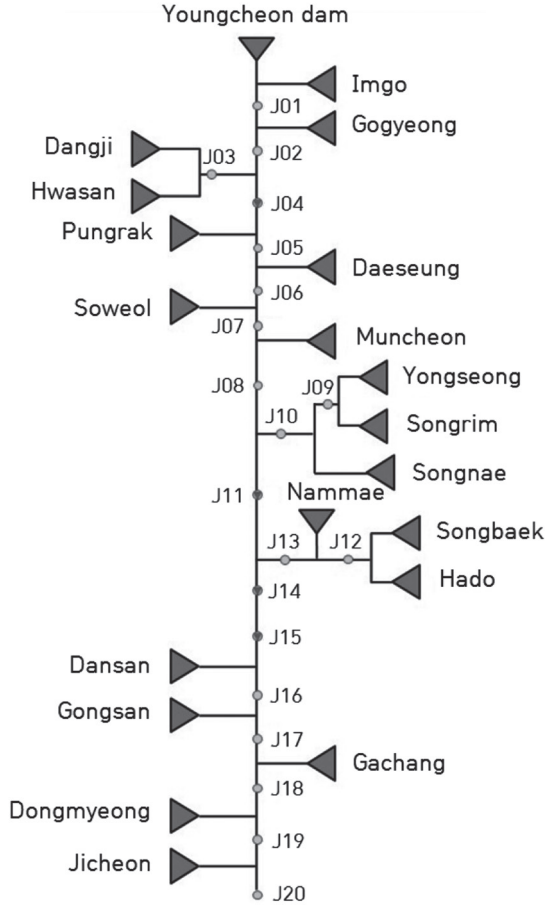 Youngcheon dam
Imgo
J01
Gogyeong
Dangji
J03
J02
Hwasan
J04
Pungrak
J05
Daeseung
J06
Soweol
J07
Muncheon
Yongseong
J08
J09
J10
Songrim
Songnae
J11
Nammae
Songbaek
J13
J12
Hado
J14
J15
Dansan
J16
Gongsan
J17
Gachang
J18
Dongmyeong
J19
Jicheon
J20